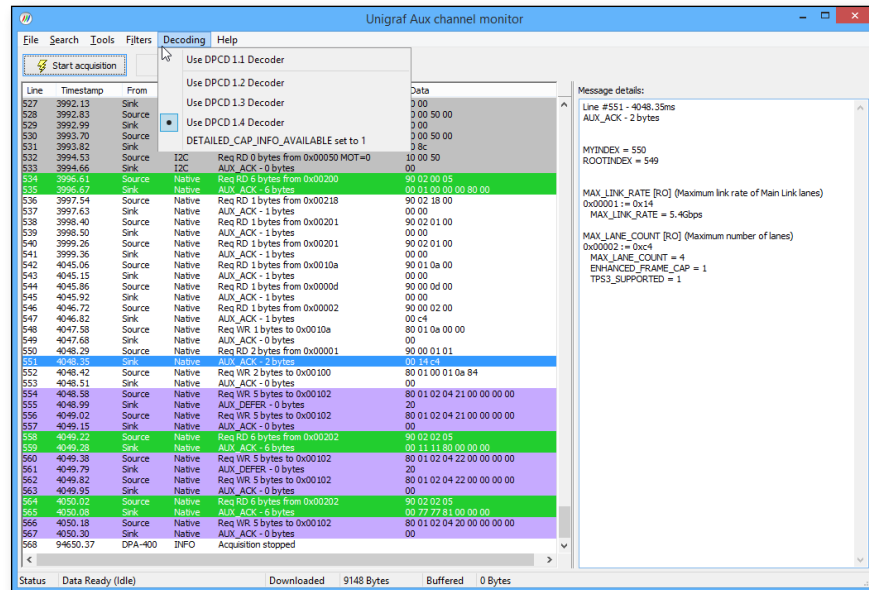 Unigraf Aux channel monitor
File Search Tools Filters Decoding Help
Start acquisition
Use DPCD 1.1 Decoder
Use DPCD 1.2 Decoder
Use DPCD 1.3 Decoder
Use DPCD 1.4 Decoder
DETAILED_CAP_INFO_AVAILABLE set to 1
Line Timestamp From Data
527 3992.13 Sink 0 00
528 3992.83 Source 0 00 50 00
529 3992.99 Sink 0 00
530 3993.70 Source 0 00 50 00
531 3993.82 Sink 0 8c
532 3994.53 Source I2C Req RD 0 bytes from 0x00050 MOT=0 10 00 50
533 3994.66 Sink I2C AUX_ACK - 0 bytes 00
534 3996.61 Source Native Req RD 6 bytes from 0x00200 90 02 00 05
535 3996.67 Sink Native AUX_ACK - 6 bytes 00 01 00 00 00 80 00
536 3997.54 Source Native Req RD 1 bytes from 0x00218 90 02 18 00
537 3997.63 Sink Native AUX_ACK - 1 bytes 00 00
538 3998.40 Source Native Req RD 1 bytes from 0x00201 90 02 01 00
539 3998.50 Sink Native AUX_ACK - 1 bytes 00 00
540 3999.26 Source Native Req RD 1 bytes from 0x00201 90 02 01 00
541 3999.36 Sink Native AUX_ACK - 1 bytes 00 00
542 4045.06 Source Native Req RD 1 bytes from 0x0010a 90 01 0a 00
543 4045.15 Sink Native AUX_ACK - 1 bytes 00 00
544 4045.86 Source Native Req RD 1 bytes from 0x0000d 90 00 0d 00
545 4045.92 Sink Native AUX_ACK - 1 bytes 00 00
546 4046.72 Source Native Req RD 1 bytes from 0x00002 90 00 02 00
547 4046.82 Sink Native AUX_ACK - 1 bytes 00 c4
548 4047.58 Source Native Req WR 1 bytes to 0x0010a 80 01 0a 00 00
549 4047.68 Sink Native AUX_ACK - 0 bytes 00
550 4048.29 Source Native Req RD 2 bytes from 0x00001 90 00 01 01
551 4048.35 Sink Native AUX_ACK - 2 bytes 00 14 c4
552 4048.42 Source Native Req WR 2 bytes to 0x00100 80 01 00 01 0a 84
553 4048.51 Sink Native AUX_ACK - 0 bytes 00
554 4048.58 Source Native Req WR 5 bytes to 0x00102 80 01 02 04 21 00 00 00 00
555 4048.99 Sink Native AUX_DEFER - 0 bytes 20
556 4049.02 Source Native Req WR 5 bytes to 0x00102 80 01 02 04 21 00 00 00 00
557 4049.15 Sink Native AUX_ACK - 0 bytes 00
558 4049.22 Source Native Req RD 6 bytes from 0x00202 90 02 02 05
559 4049.28 Sink Native AUX_ACK - 6 bytes 00 11 11 80 00 00 00
560 4049.38 Source Native Req WR 5 bytes to 0x00102 80 01 02 04 22 00 00 00 00
561 4049.79 Sink Native AUX_DEFER - 0 bytes 20
562 4049.82 Source Native Req WR 5 bytes to 0x00102 80 01 02 04 22 00 00 00 00
563 4049.95 Sink Native AUX_ACK - 0 bytes 00
564 4050.02 Source Native Req RD 6 bytes from 0x00202 90 02 02 05
565 4050.08 Sink Native AUX_ACK - 6 bytes 00 77 77 81 00 00 00
566 4050.18 Source Native Req WR 5 bytes to 0x00102 80 01 02 04 20 00 00 00 00
567 4050.30 Sink Native AUX_ACK - 0 bytes 00
568 94650.37 DPA-400 INFO Acquisition stopped
Message details:
Line #551 - 4048.35ms
AUX_ACK - 2 bytes
MYINDEX = 550
ROOTINDEX = 549
MAX_LINK_RATE [RO] (Maximum link rate of Main Link lanes)
0x00001 := 0x14
MAX_LINK_RATE = 5.4Gbps
MAX_LANE_COUNT [RO] (Maximum number of lanes)
0x00002 := 0xc4
MAX_LANE_COUNT = 4
ENHANCED_FRAME_CAP = 1
TPS3_SUPPORTED = 1
Status Data Ready (Idle) Downloaded 9148 Bytes Buffered 0 Bytes